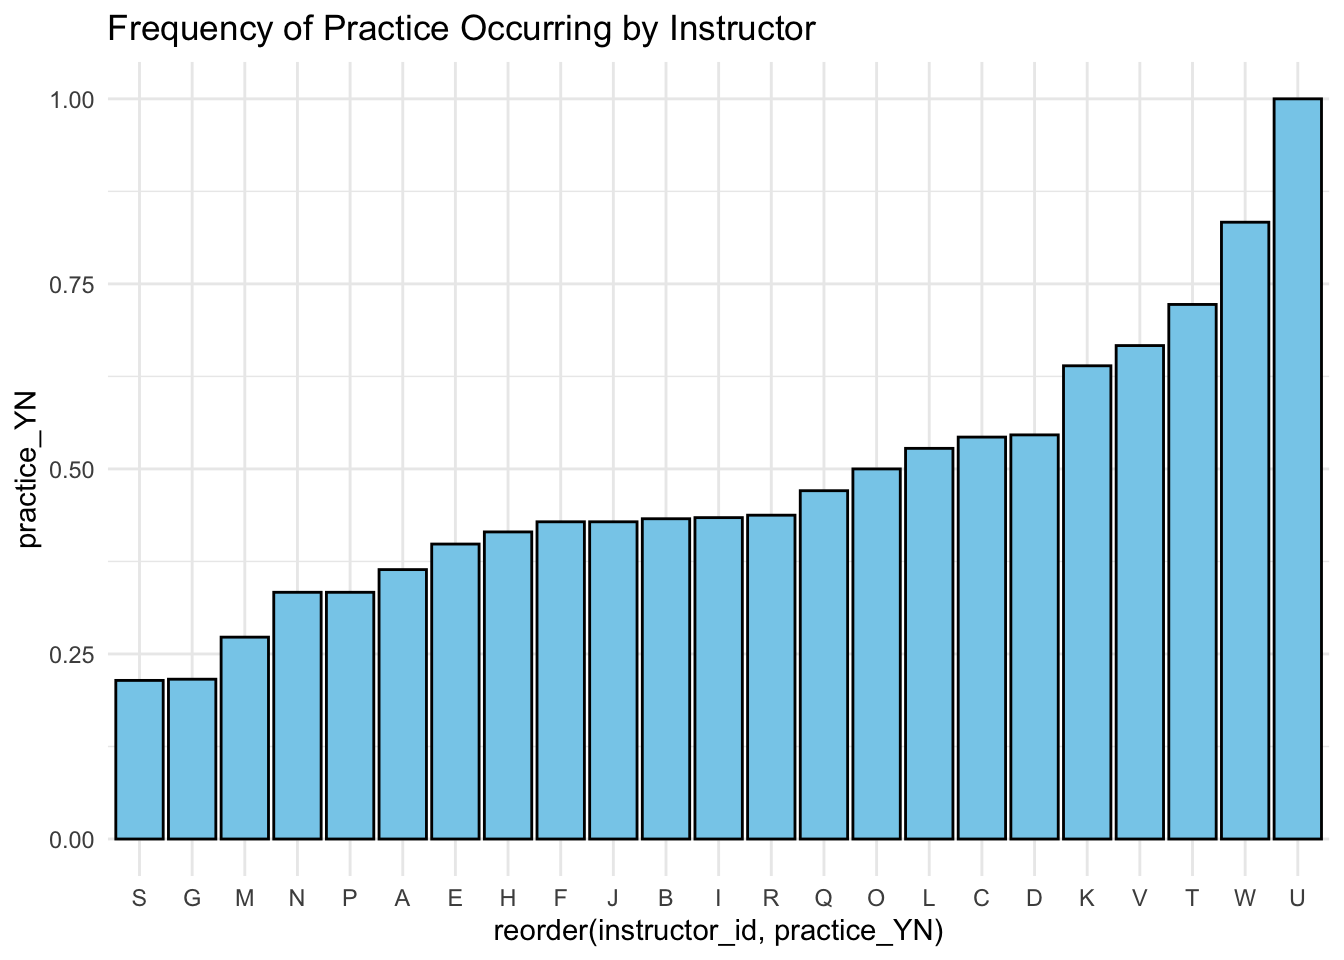 Frequency of Practice Occurring by Instructor
practice_YN
1.00
0.75
0.50
0.25
0.00
S G M N P A E H F J B I R Q O L C D K V T W U
reorder(instructor_id, practice_YN)